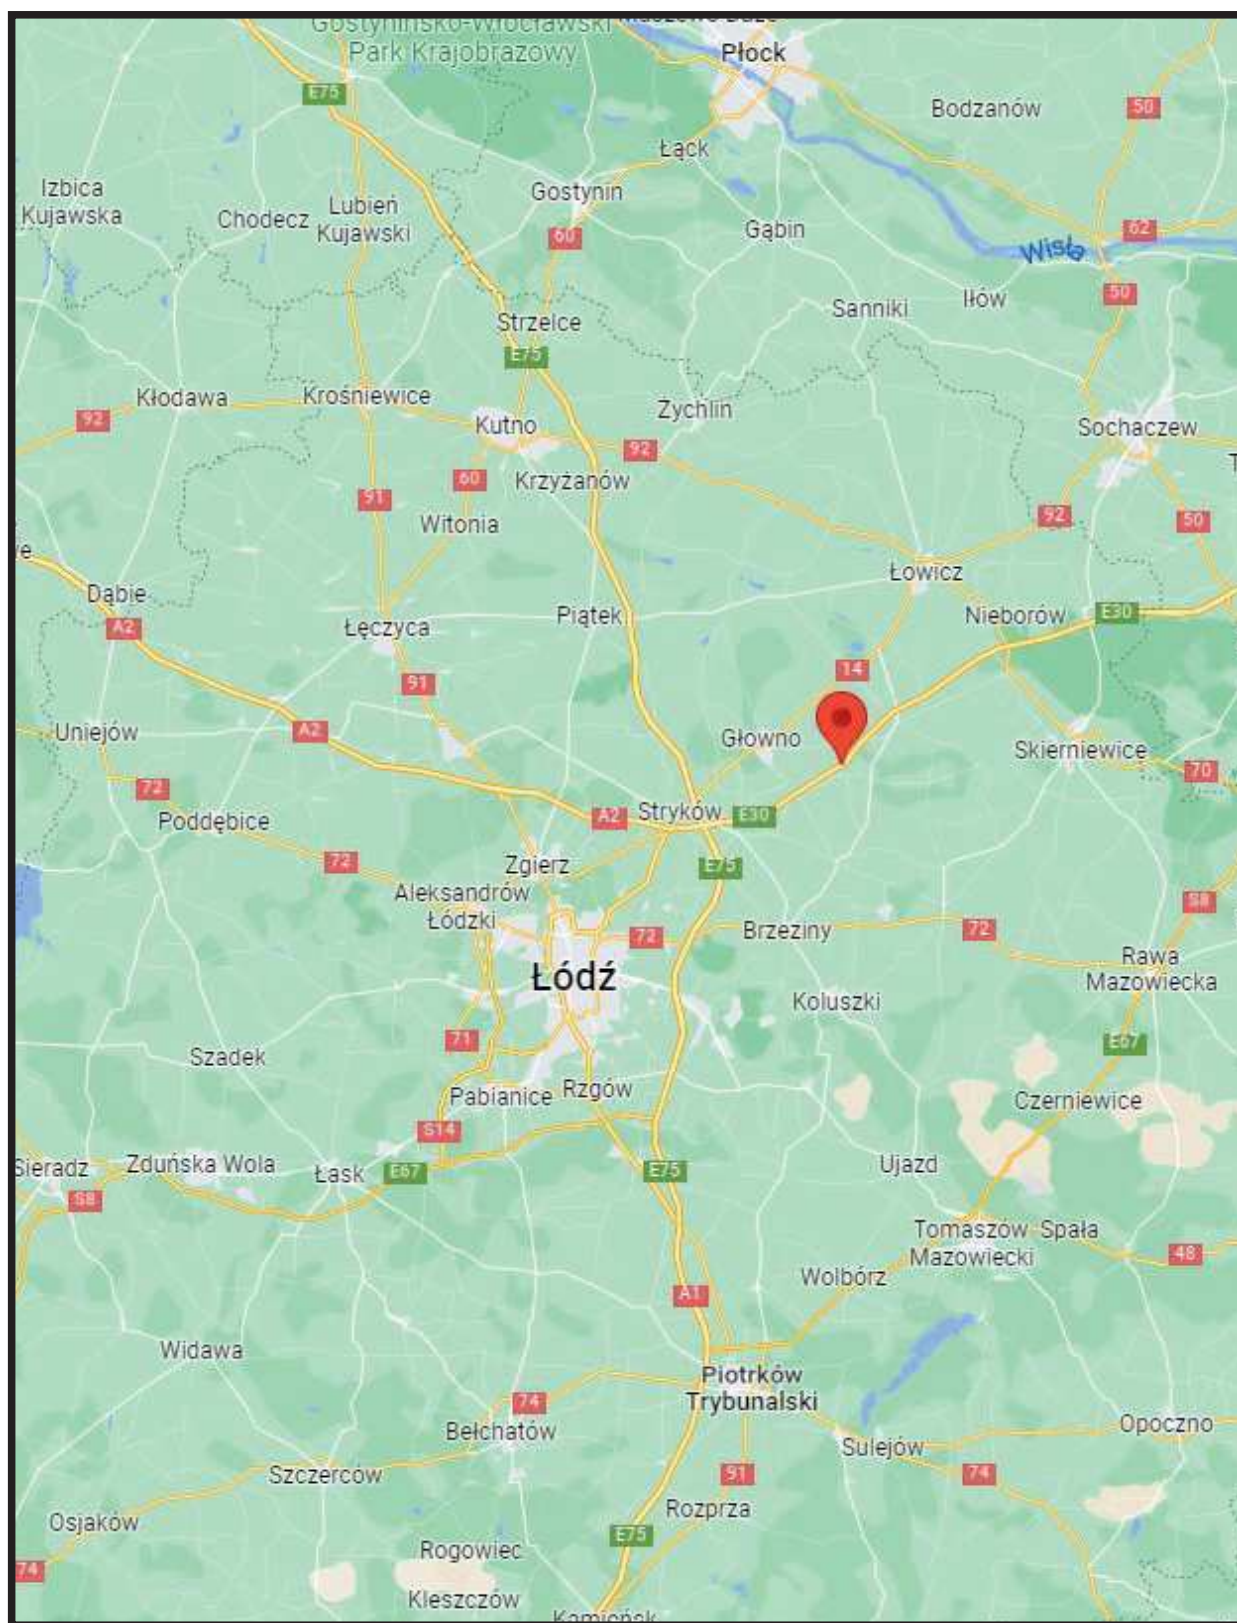 Gostynińsko-Włocławski
Park Krajobrazowy
Płock
E75
50
Bodzanów
Łąck
Izbica
Kujawska
Gostynin
Lubień
Kujawski
Chodecz
Gąbin
60
62
Wisła
50
Iłów
Sanniki
Strzelce
E75
Kłodawa
Krośniewice
Żychlin
92
Kutno
Sochaczew
92
Krzyżanów
60
91
Witonia
92
50
Łowicz
Dąbie
Piątek
Nieborów
E30
A2
Łęczyca
14
91
Uniejów
A2
Głowno
Skierniewice
70
72
Poddębice
A2
Stryków
E30
72
Zgierz
E75
Aleksandrów
Łódzki
S8
72
Brzeziny
72
Łódź
Rawa
Mazowiecka
Koluszki
71
E67
Szadek
Pabianice
Rzgów
Czerniewice
S14
Sieradz
Zduńska Wola
Łask
E67
E75
Ujazd
S8
Tomaszów
Mazowiecki
Spała
48
Wolbórz
A1
Widawa
Piotrków
Trybunalski
74
Bełchatów
Opoczno
Sulejów
Szczerców
91
74
Rozprza
Osjaków
E75
Rogowiec
74
Kleszczów
Kamieńsk